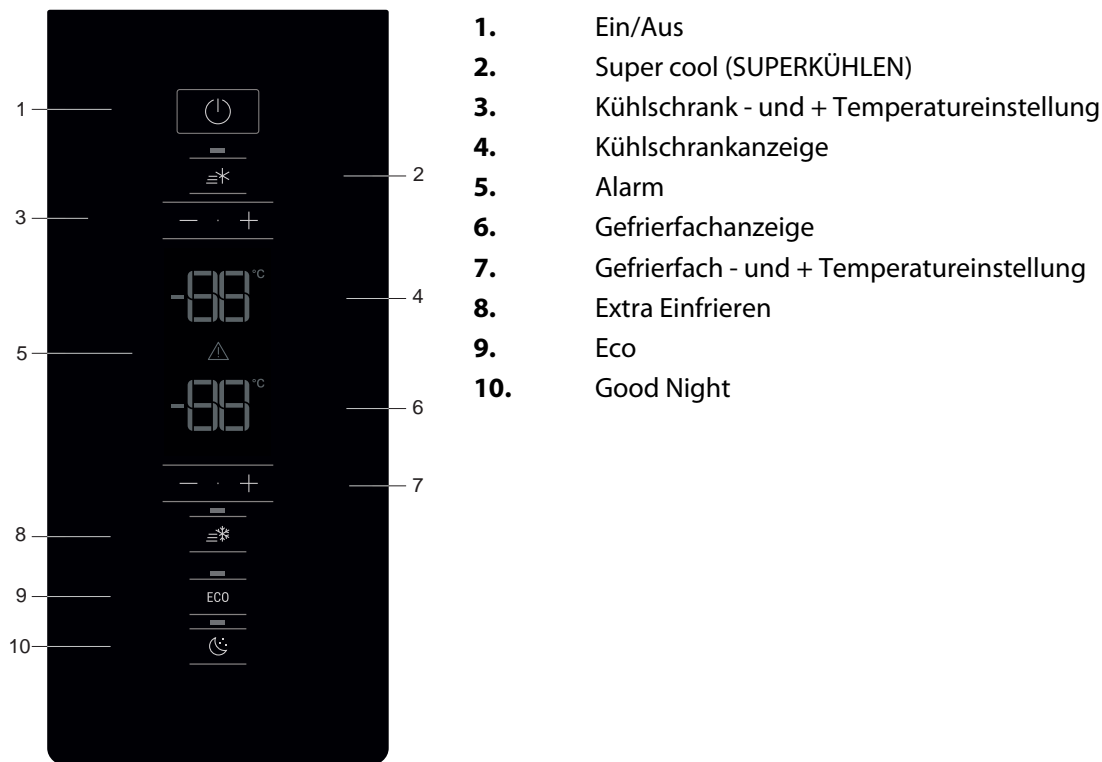 1. Ein/Aus
2. Super cool (SUPERKÜHLEN)
3. Kühlschrank - und + Temperatureinstellung
4. Kühlschrankanzeige
5. Alarm
6. Gefrierfachanzeige
7. Gefrierfach - und + Temperatureinstellung
8. Extra Einfrieren
9. Eco
10. Good Night
1
2
3
- · +
-88 °C
4
5
-88 °C
6
- · +
7
8
9
ECO
10